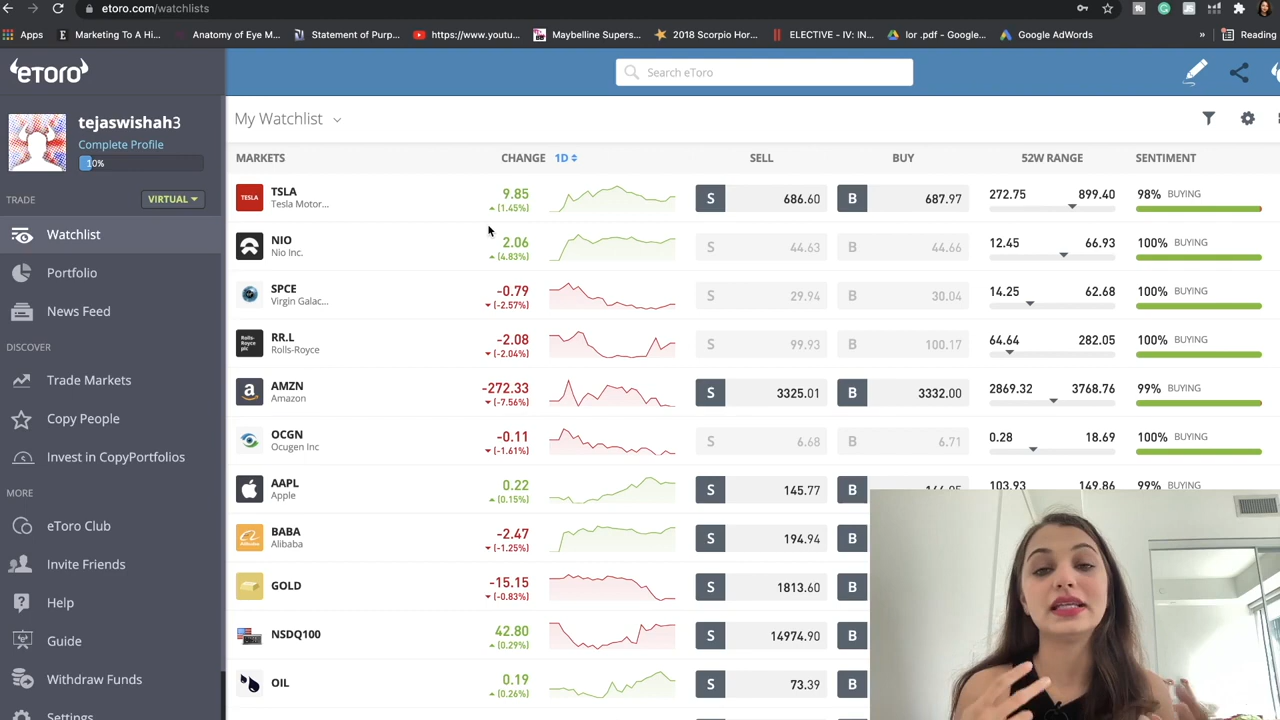 etoro.com/watchlists
Apps
Marketing To A Hi...
Anatomy of Eye M...
Statement of Purp...
https://www.youtu...
Maybelline Supers...
2018 Scorpio Hor...
ELECTIVE - IV: IN...
lor .pdf - Google...
Google AdWords
»
Reading
eToro
Search eToro
tejaswishah3
Complete Profile
10%
TRADE
VIRTUAL
Watchlist
Portfolio
News Feed
DISCOVER
Trade Markets
Copy People
Invest in CopyPortfolios
MORE
eToro Club
Invite Friends
Help
Guide
Withdraw Funds
Settings
My Watchlist
MARKETS CHANGE 1D SELL BUY 52W RANGE SENTIMENT
TESLA TSLA 9.85 S 686.60 B 687.97 272.75 899.40 98% BUYING
Tesla Motor... (1.45%)
NIO 2.06 S 44.63 B 44.66 12.45 66.93 100% BUYING
Nio Inc. (4.83%)
SPCE -0.79 S 29.94 B 30.04 14.25 62.68 100% BUYING
Virgin Galac... (-2.57%)
Rolls-Royce plc RR.L -2.08 S 99.93 B 100.17 64.64 282.05 100% BUYING
Rolls-Royce (-2.04%)
a AMZN -272.33 S 3325.01 B 3332.00 2869.32 3768.76 99% BUYING
Amazon (-7.56%)
OCGN -0.11 S 6.68 B 6.71 0.28 18.69 100% BUYING
Ocugen Inc (-1.61%)
AAPL 0.22 S 145.77 B 103.93 149.86 99% BUYING
Apple (0.15%)
BABA -2.47 S 194.94 B
Alibaba (-1.25%)
GOLD -15.15 S 1813.60 B
(-0.83%)
NSDQ100 42.80 S 14974.90 B
(0.29%)
OIL 0.19 S 73.39 B
(0.26%)